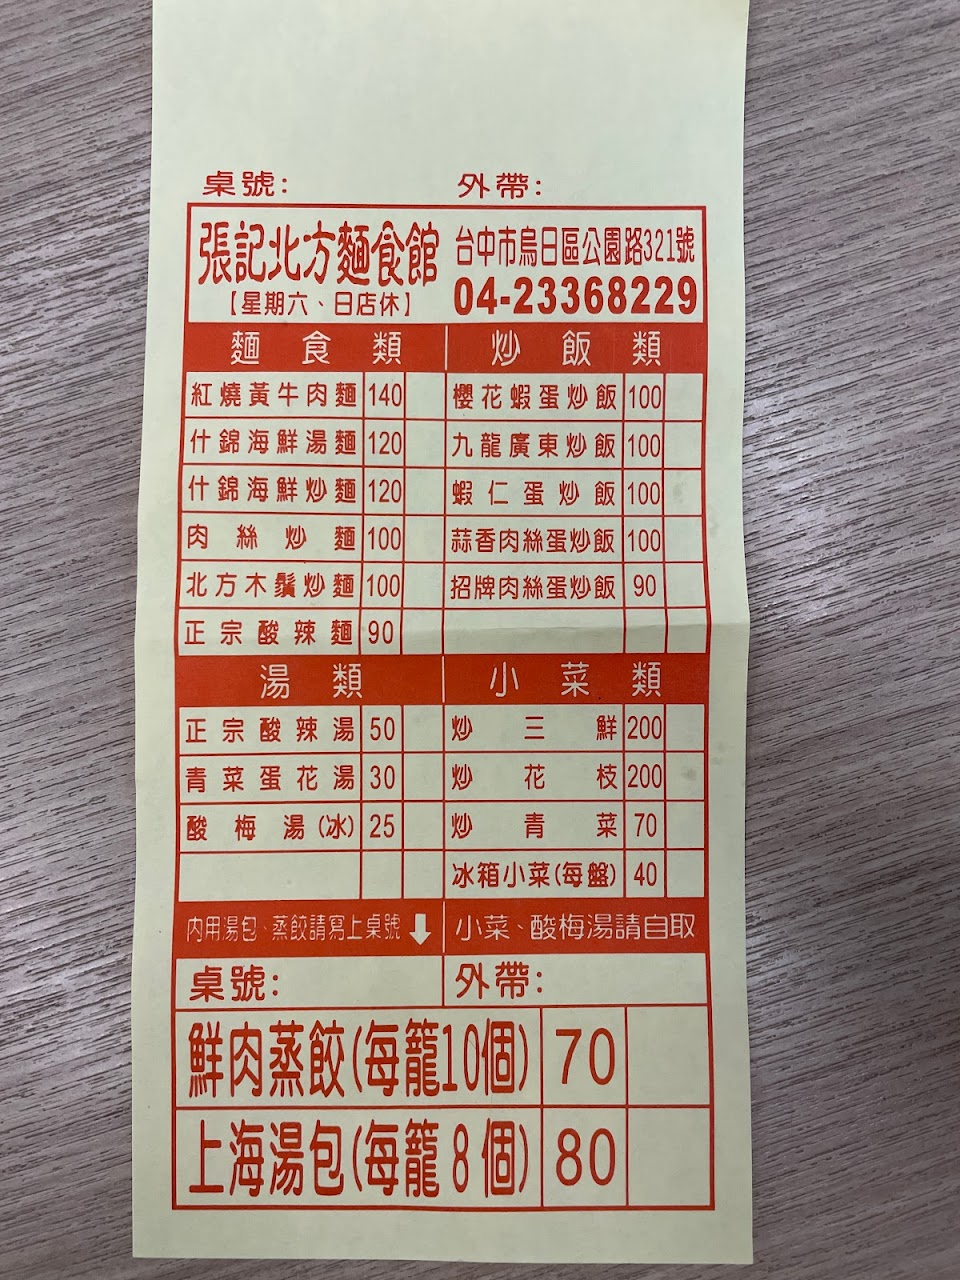 桌號: 外帶:
張記北方麵食館 台中市烏日區公園路321號
【星期六、日店休】 04-23368229
麵食類 炒飯類
紅燒黃牛肉麵 140 櫻花蝦蛋炒飯 100
什錦海鮮湯麵 120 九龍廣東炒飯 100
什錦海鮮炒麵 120 蝦仁蛋炒飯 100
肉絲炒麵 100 蒜香肉絲蛋炒飯 100
北方木鬚炒麵 100 招牌肉絲蛋炒飯 90
正宗酸辣麵 90
湯類 小菜類
正宗酸辣湯 50 炒三鮮 200
青菜蛋花湯 30 炒花枝 200
酸梅湯(冰) 25 炒青菜 70
冰箱小菜(每盤) 40
內用湯包、蒸餃請寫上桌號 小菜、酸梅湯請自取
桌號: 外帶:
鮮肉蒸餃(每籠10個) 70
上海湯包(每籠8個) 80